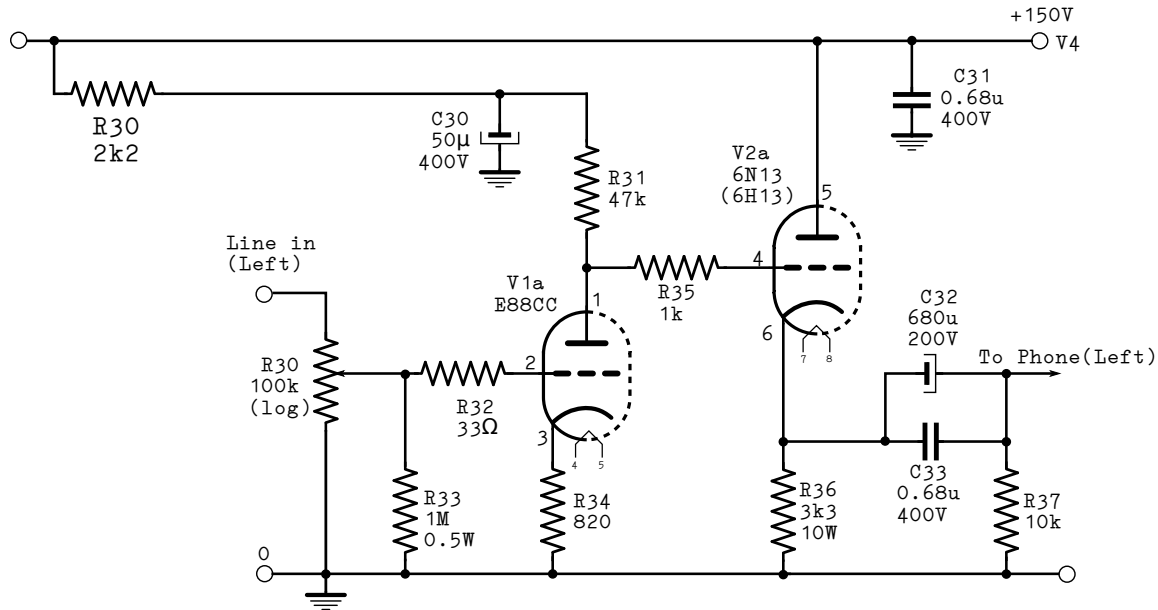 +150V
V4
R30
2k2
C30
50µ
400V
C31
0.68u
400V
R31
47k
V2a
6N13
(6H13)
5
4
6
7 8
Line in
(Left)
V1a
E88CC
1
2
3
4 5
R35
1k
C32
680u
200V
To Phone(Left)
R30
100k
(log)
R32
33Ω
R33
1M
0.5W
R34
820
R36
3k3
10W
C33
0.68u
400V
R37
10k
0